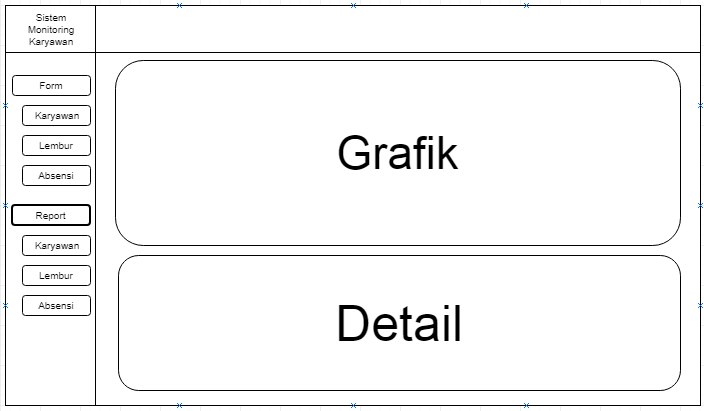 Sistem
Monitoring
Karyawan
Form
Karyawan
Lembur
Absensi
Report
Karyawan
Lembur
Absensi
Grafik
Detail